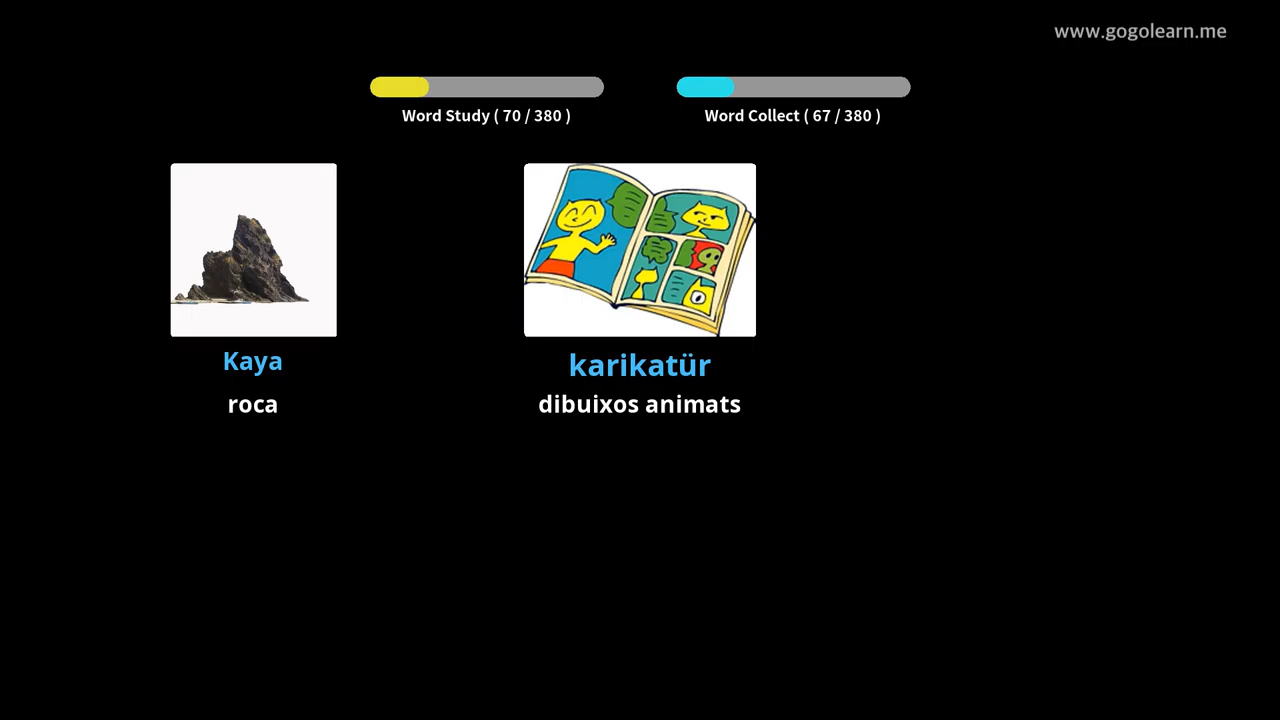 www.gogolearn.me
Word Study ( 70 / 380 )
Word Collect ( 67 / 380 )
Kaya
roca
karikatür
dibuixos animats